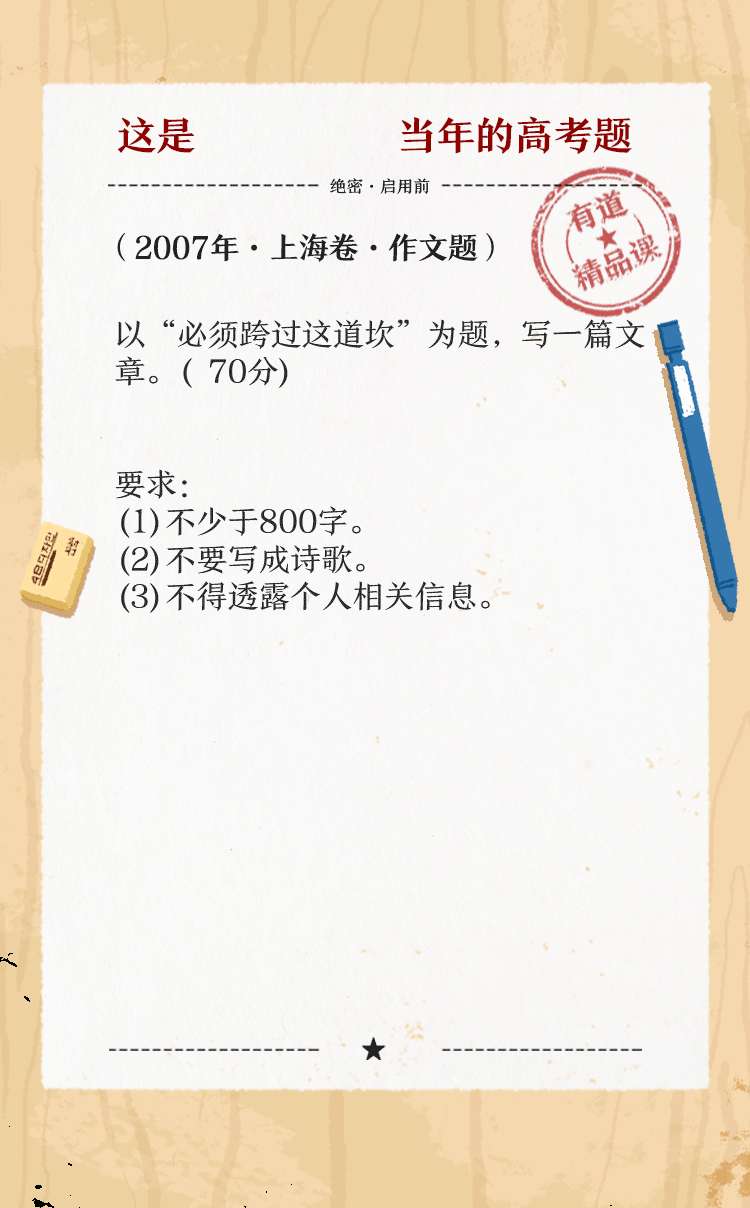 这是 当年的高考题
绝密·启用前
有道
精品课
（2007年·上海卷·作文题）
以“必须跨过这道坎”为题，写一篇文
章。( 70分)
要求：
(1)不少于800字。
(2)不要写成诗歌。
(3)不得透露个人相关信息。